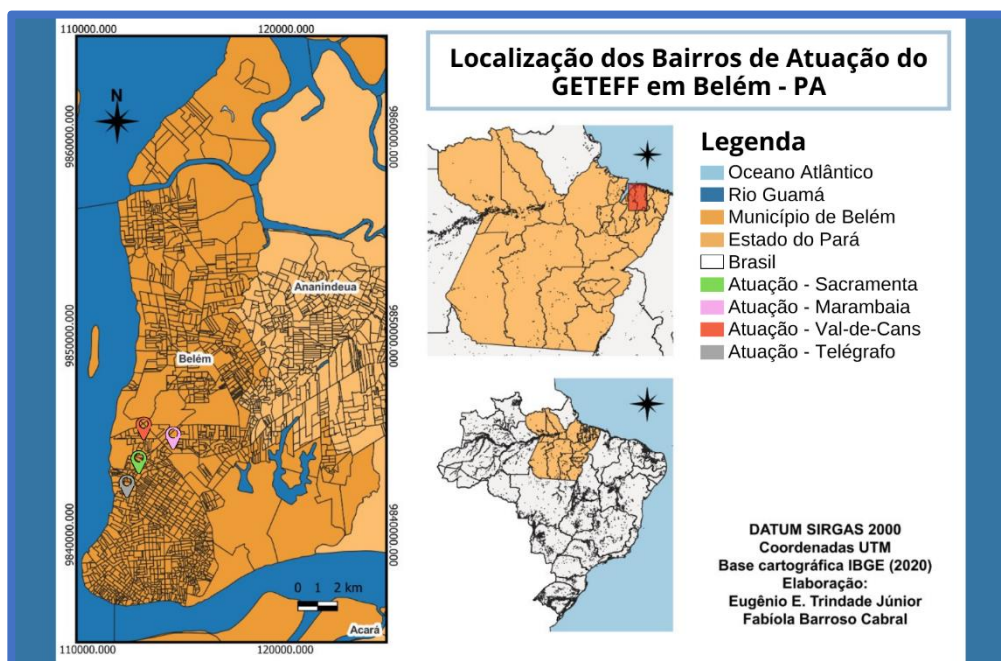 110000.000
120000.000
N
9860000.000
9860000.000
Ananindeua
9850000.000
9850000.000
Belém
9840000.000
9840000.000
0 1 2 km
Acará
110000.000
120000.000
Localização dos Bairros de Atuação do
GETEFF em Belém - PA
Legenda
Oceano Atlântico
Rio Guamá
Município de Belém
Estado do Pará
Brasil
Atuação - Sacramenta
Atuação - Marambaia
Atuação - Val-de-Cans
Atuação - Telégrafo
DATUM SIRGAS 2000
Coordenadas UTM
Base cartográfica IBGE (2020)
Elaboração:
Eugênio E. Trindade Júnior
Fabíola Barroso Cabral